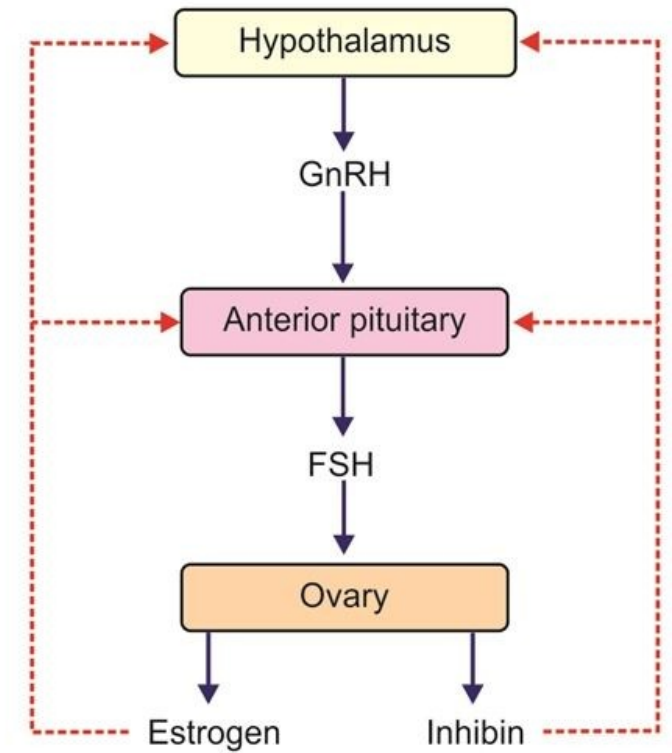 Hypothalamus
GnRH
Anterior pituitary
FSH
Ovary
Estrogen
Inhibin